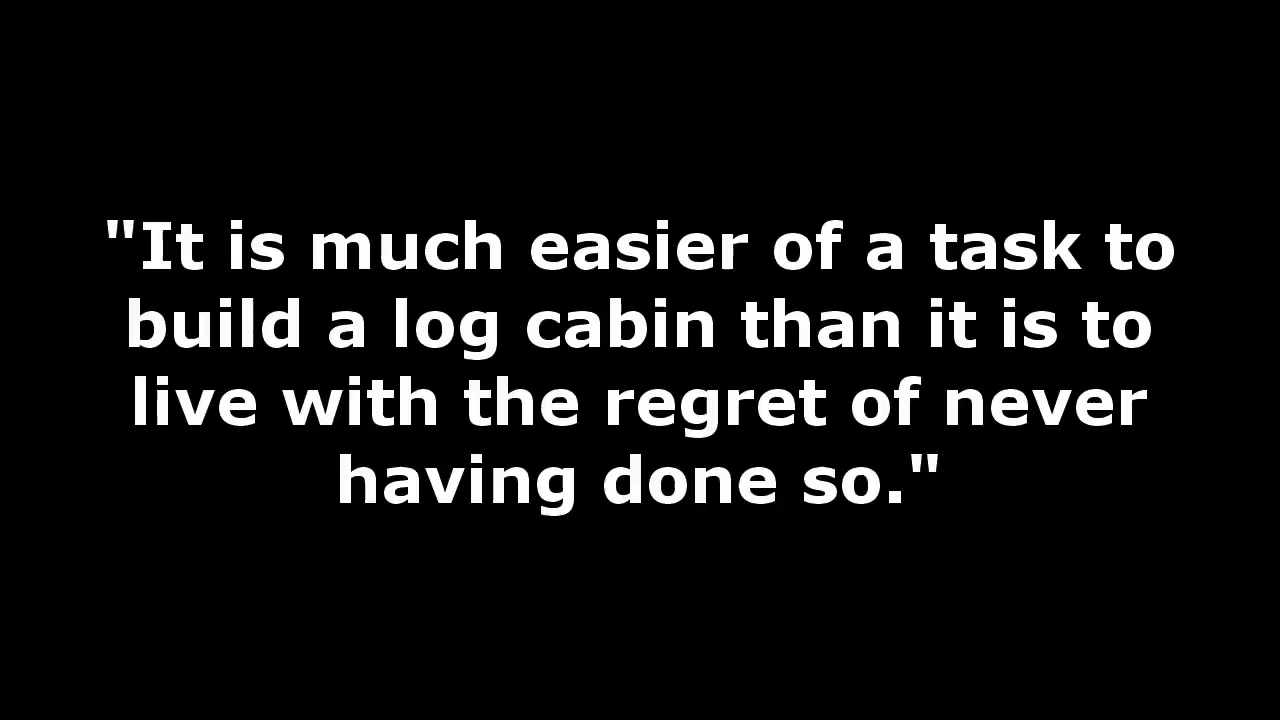 "It is much easier of a task to
build a log cabin than it is to
live with the regret of never
having done so."